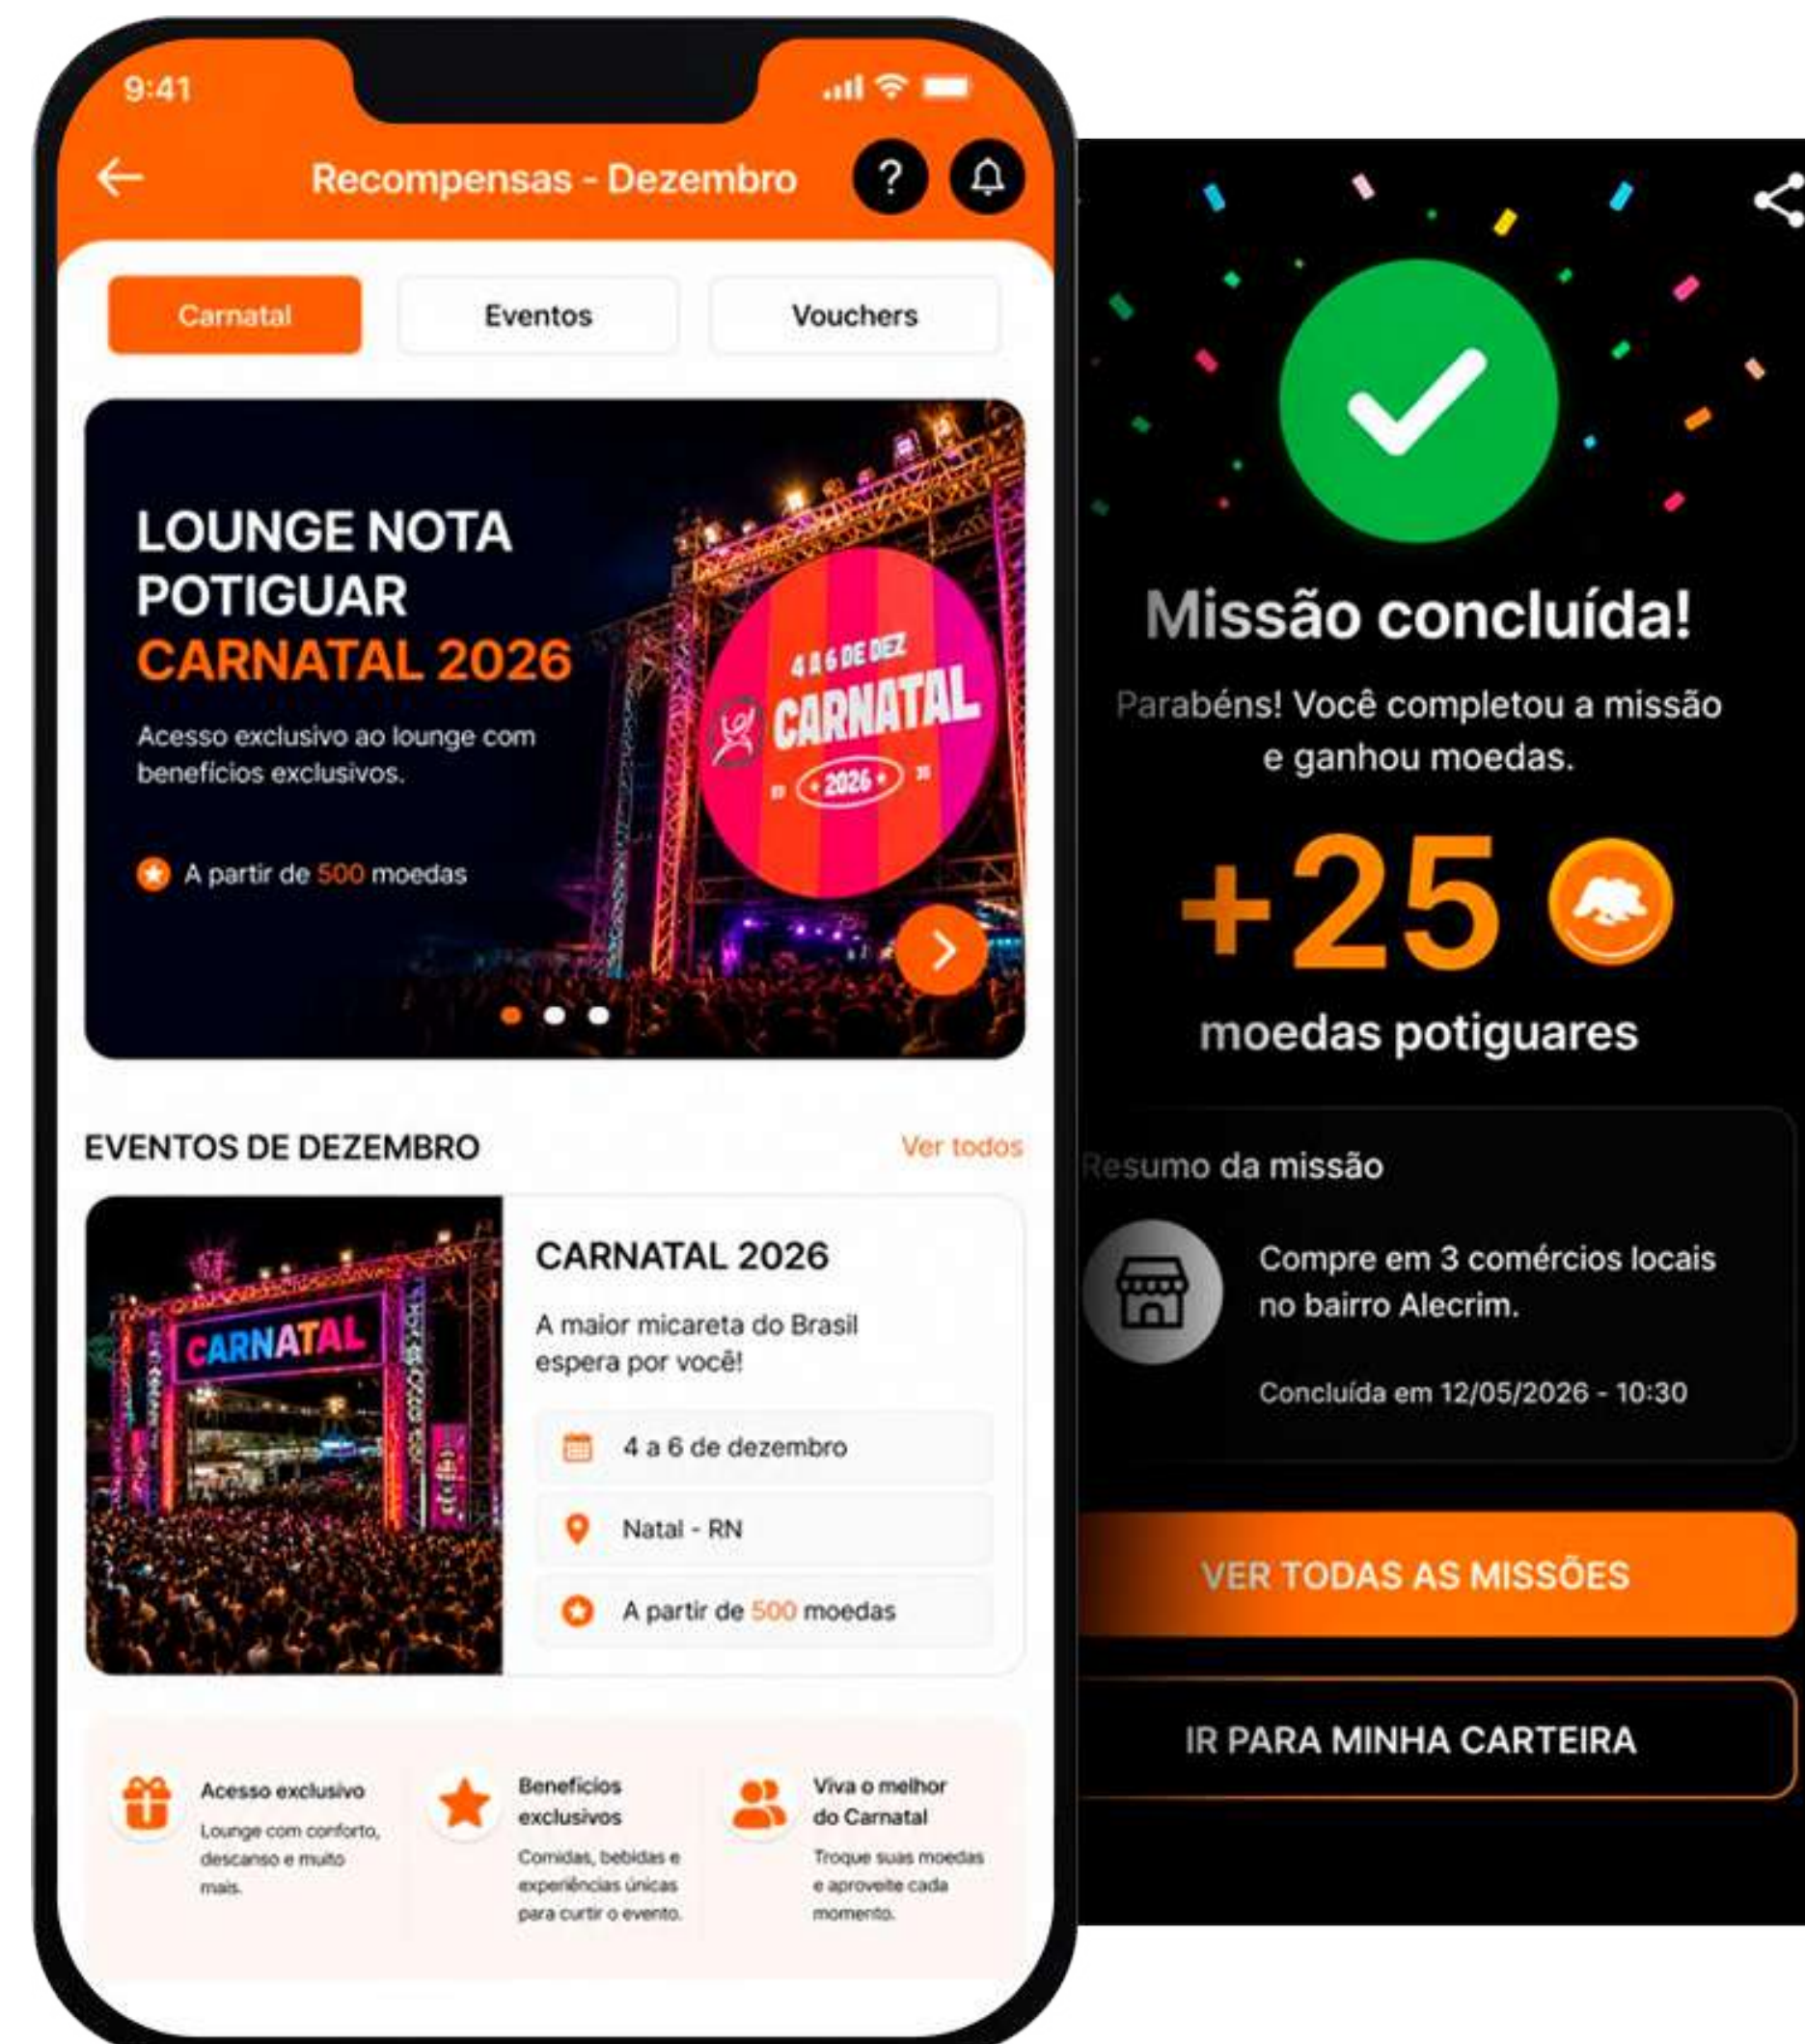 9:41
Recompensas - Dezembro
?
Carnatal
Eventos
Vouchers
LOUNGE NOTA
POTIGUAR
CARNATAL 2026
Acesso exclusivo ao lounge com
benefícios exclusivos.
A partir de 500 moedas
4 A 6 DE DEZ
CARNATAL
2026
EVENTOS DE DEZEMBRO
Ver todos
CARNATAL
CARNATAL 2026
A maior micareta do Brasil
espera por você!
4 a 6 de dezembro
Natal - RN
A partir de 500 moedas
Acesso exclusivo
Lounge com conforto,
descanso e muito
mais.
Benefícios
exclusivos
Comidas, bebidas e
experiências únicas
para curtir o evento.
Viva o melhor
do Carnatal
Troque suas moedas
e aproveite cada
momento.
Missão concluída!
Parabéns! Você completou a missão
e ganhou moedas.
+25
moedas potiguares
Resumo da missão
Compre em 3 comércios locais
no bairro Alecrim.
Concluída em 12/05/2026 - 10:30
VER TODAS AS MISSÕES
IR PARA MINHA CARTEIRA